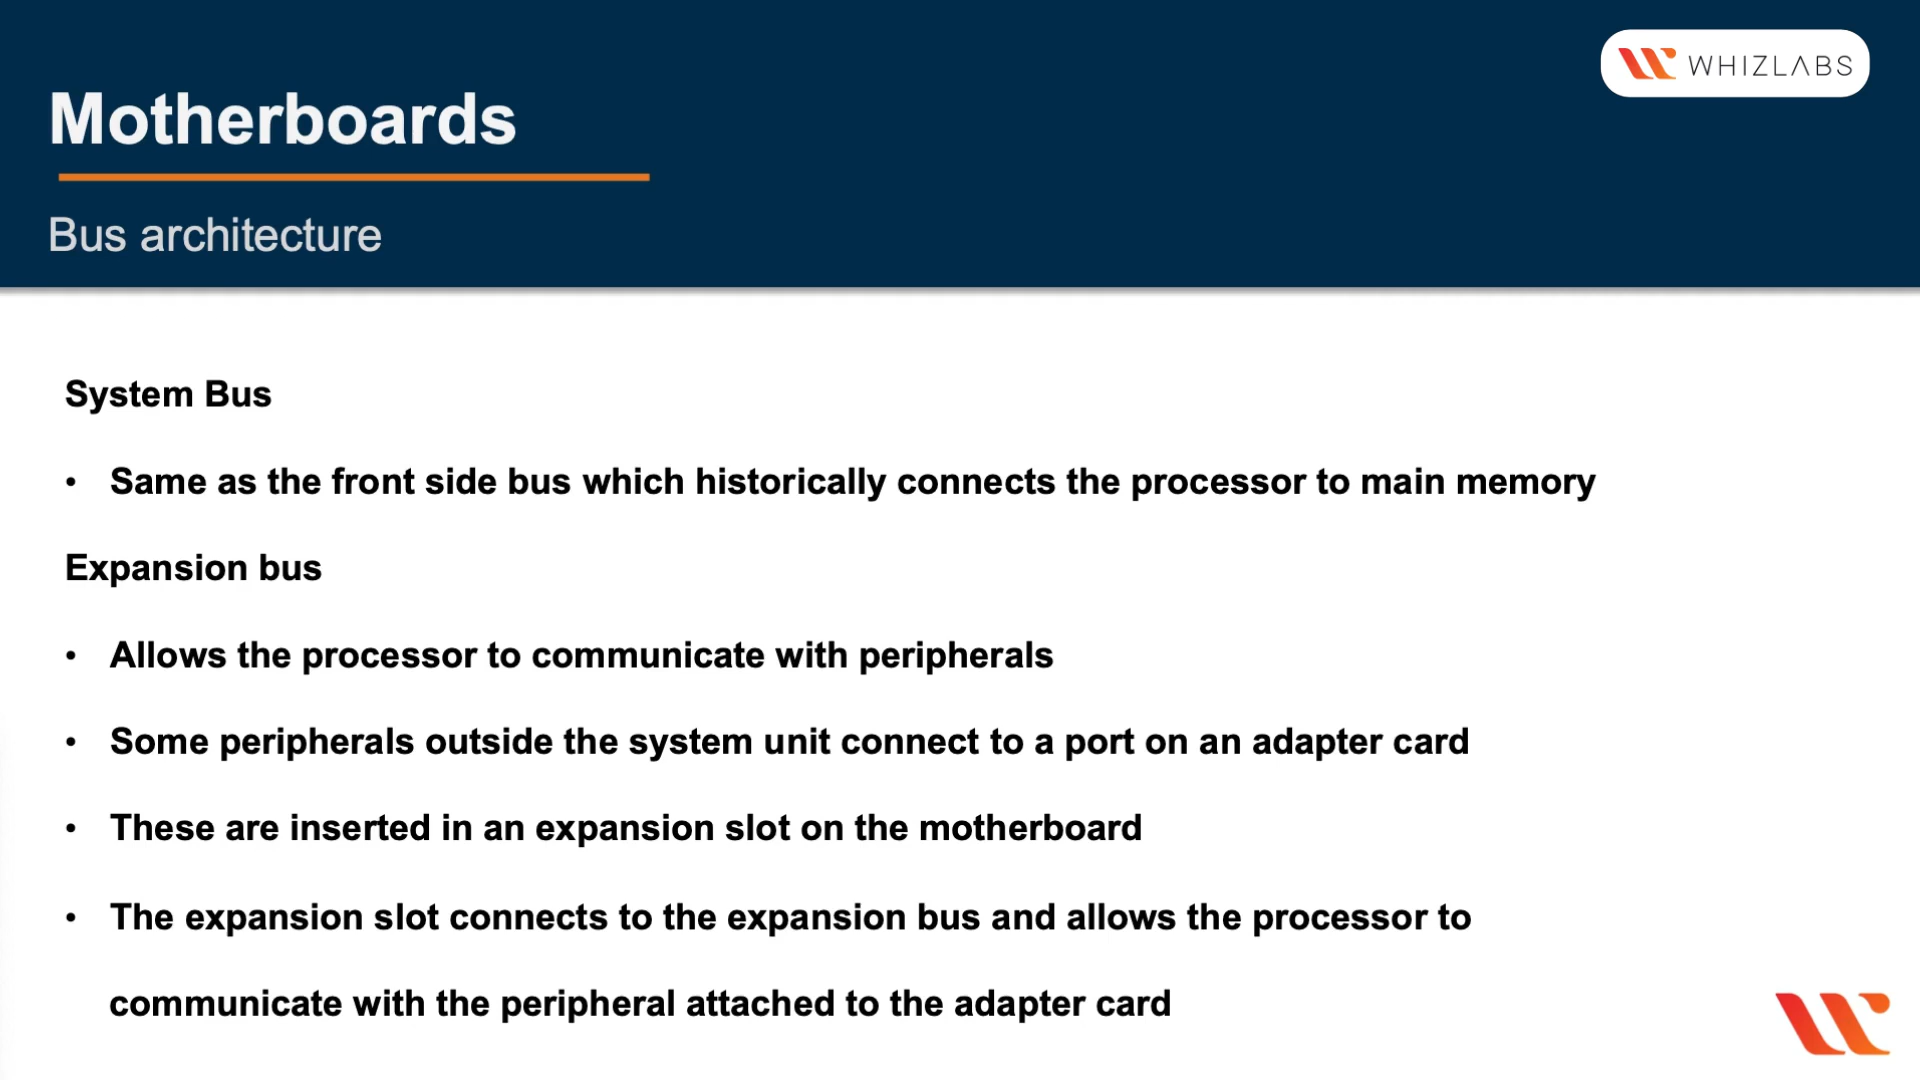 WHIZLABS
Motherboards
Bus architecture
System Bus
• Same as the front side bus which historically connects the processor to main memory
Expansion bus
• Allows the processor to communicate with peripherals
• Some peripherals outside the system unit connect to a port on an adapter card
• These are inserted in an expansion slot on the motherboard
• The expansion slot connects to the expansion bus and allows the processor to
communicate with the peripheral attached to the adapter card